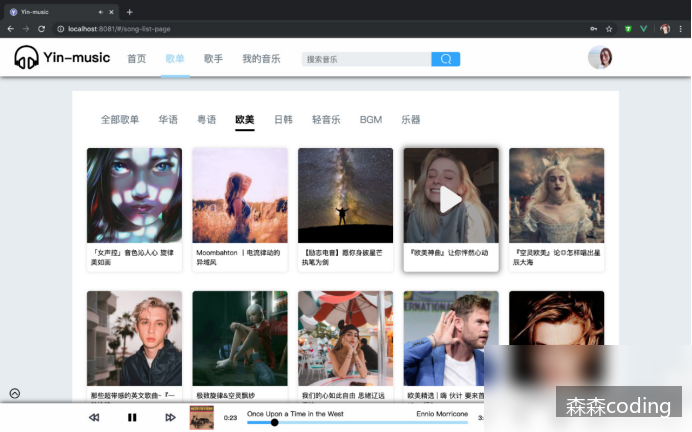 Yin-music
localhost:8081/#/song-list-page
Yin-music
首页
歌单
歌手
我的音乐
搜索音乐
全部歌单
华语
粤语
欧美
日韩
轻音乐
BGM
乐器
「女声控」音色沁人心 旋律
美如画
Moombahton 丨电流律动的
异域风
【励志电音】愿你身披星芒
执笔为剑
『欧美神曲』让你怦然心动
『空灵欧美』论😊怎样唱出星
辰大海
那些超带感的英文歌曲~『一
极致旋律&空灵飘纱
我们的心如此自由 思绪辽远
欧美精选 | 嗨 伙计 要来首
0:23
Once Upon a Time in the West
Ennio Morricone
森森coding